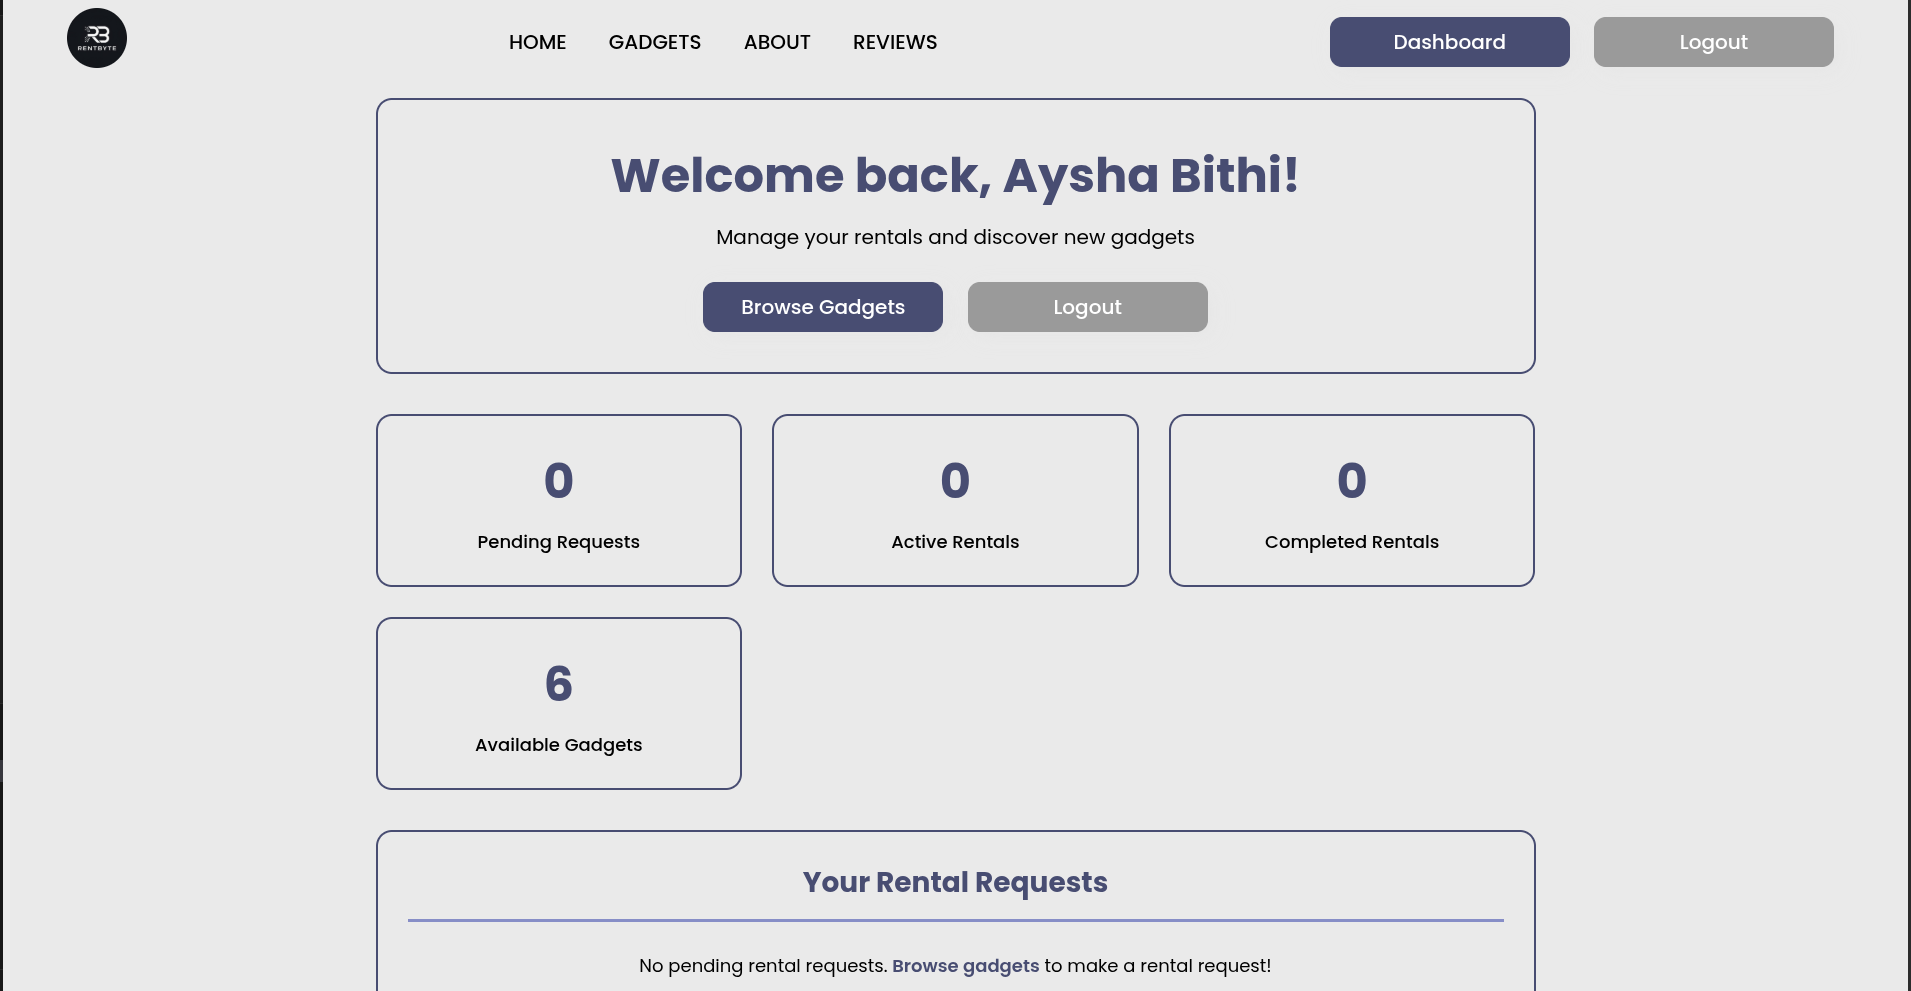 RB
RENTBYTE
HOME GADGETS ABOUT REVIEWS
Dashboard
Logout
Welcome back, Aysha Bithi!
Manage your rentals and discover new gadgets
Browse Gadgets
Logout
0
Pending Requests
0
Active Rentals
0
Completed Rentals
6
Available Gadgets
Your Rental Requests
No pending rental requests. Browse gadgets to make a rental request!